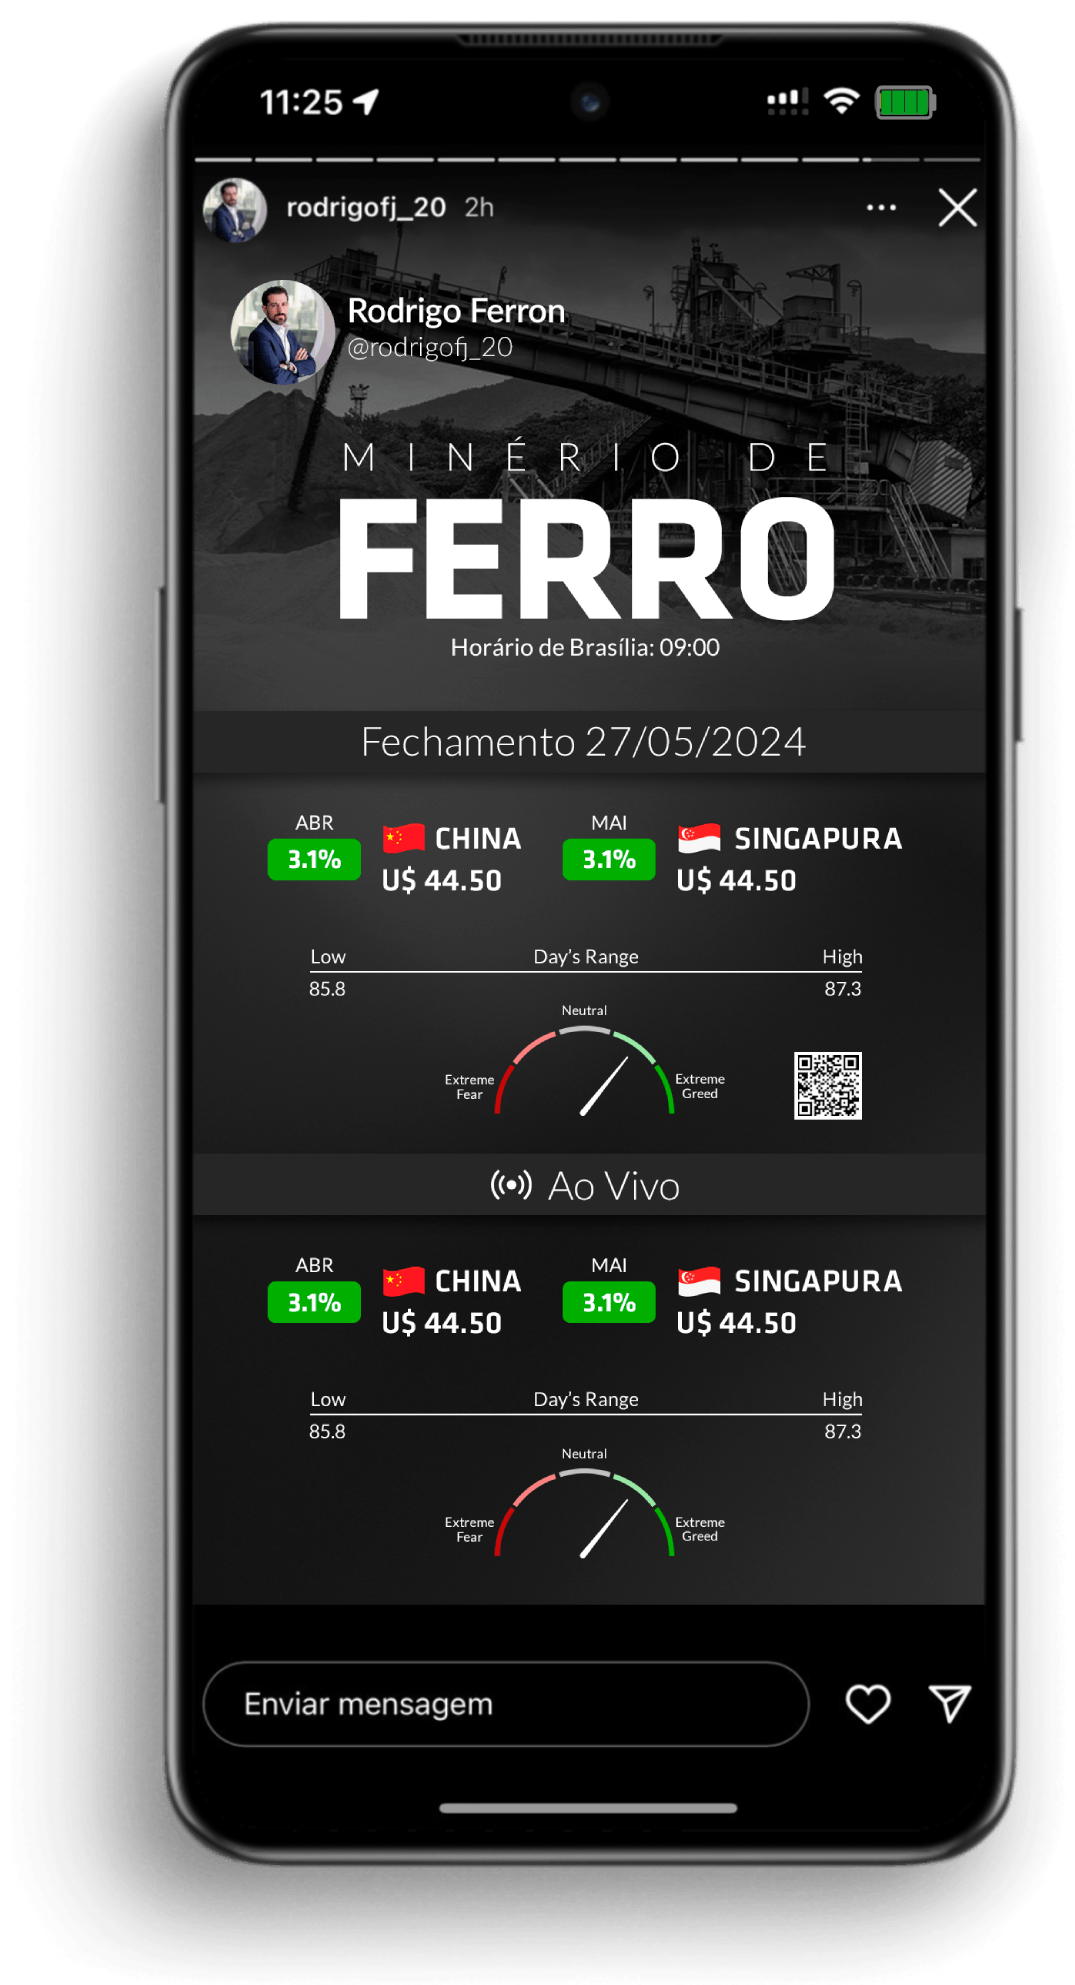 11:25
rodrigofj_20 2h
Rodrigo Ferron
@rodrigofj_20
MINÉRIO DE
FERRO
Horário de Brasília: 09:00
Fechamento 27/05/2024
ABR
3.1%
CHINA
U$ 44.50
MAI
3.1%
SINGAPURA
U$ 44.50
Low Day's Range High
85.8 87.3
Neutral
Extreme
Fear
Extreme
Greed
Ao Vivo
ABR
3.1%
CHINA
U$ 44.50
MAI
3.1%
SINGAPURA
U$ 44.50
Low Day's Range High
85.8 87.3
Neutral
Extreme
Fear
Extreme
Greed
Enviar mensagem